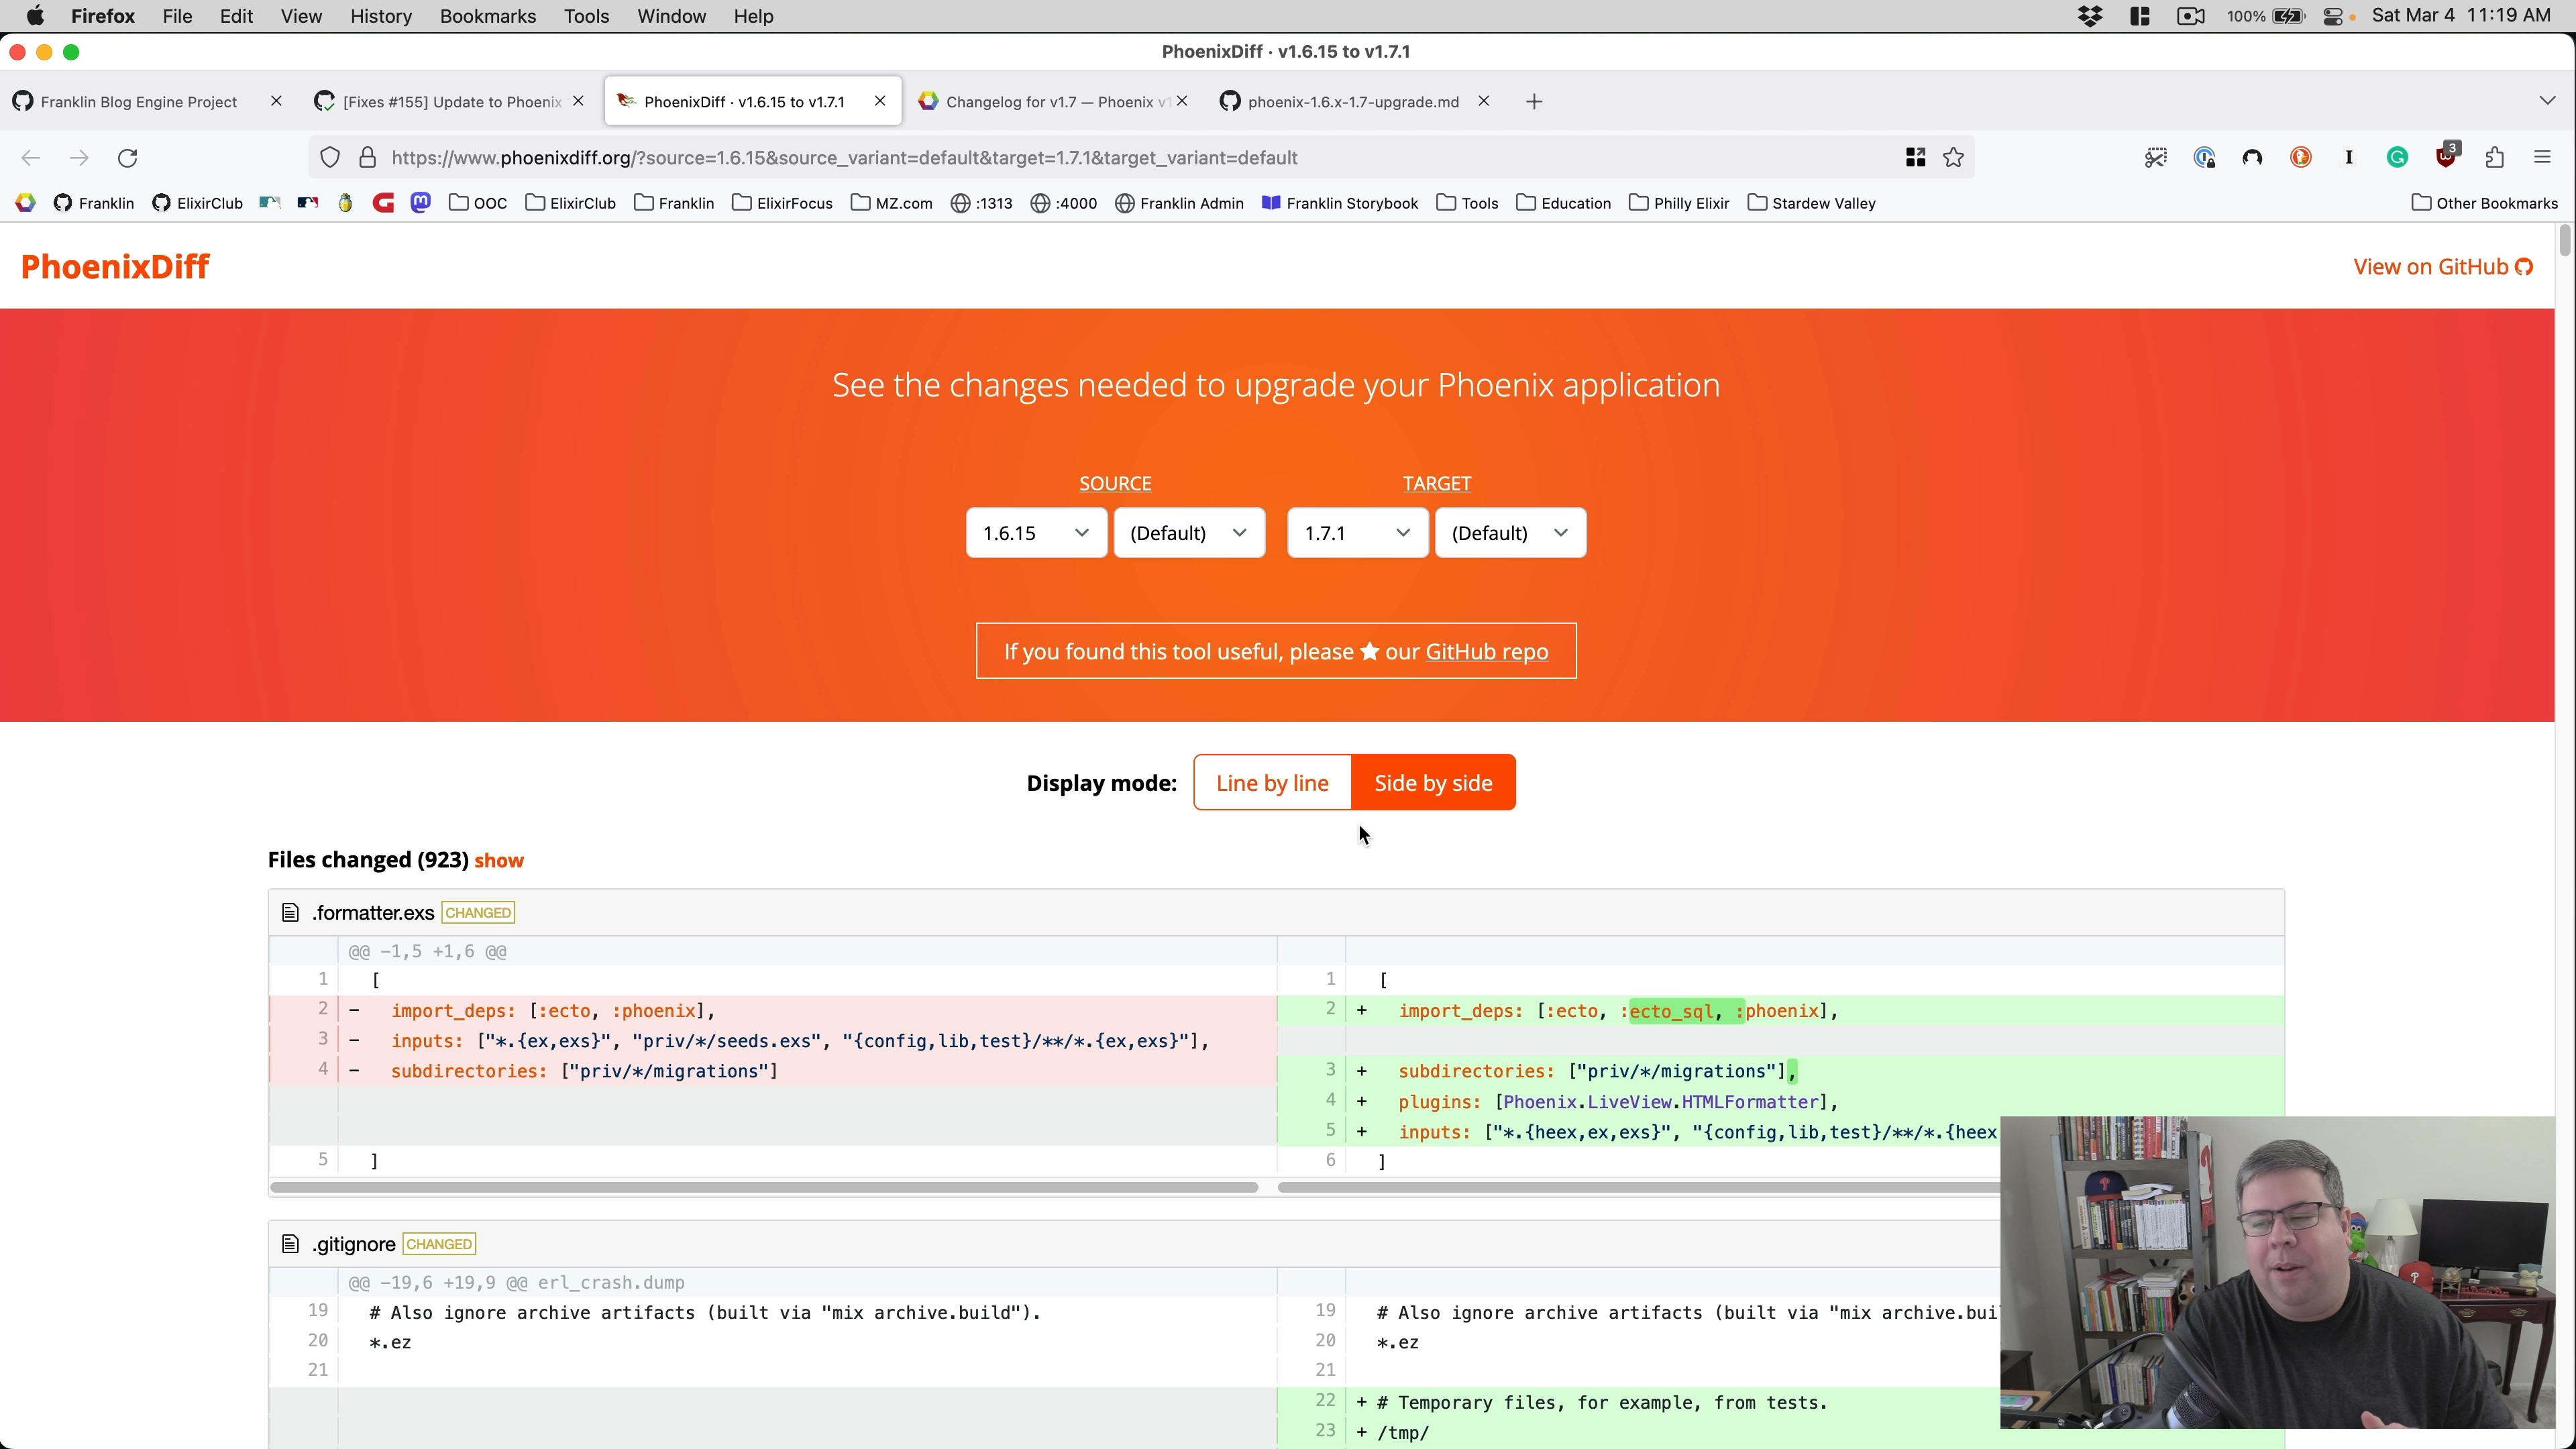 Firefox File Edit View History Bookmarks Tools Window Help 100% Sat Mar 4 11:19 AM
PhoenixDiff · v1.6.15 to v1.7.1
Franklin Blog Engine Project [Fixes #155] Update to Phoenix PhoenixDiff · v1.6.15 to v1.7.1 Changelog for v1.7 — Phoenix v1 phoenix-1.6.x-1.7-upgrade.md
https://www.phoenixdiff.org/?source=1.6.15&source_variant=default&target=1.7.1&target_variant=default 3
Franklin ElixirClub OOC ElixirClub Franklin ElixirFocus MZ.com :1313 :4000 Franklin Admin Franklin Storybook Tools Education Philly Elixir Stardew Valley Other Bookmarks
PhoenixDiff View on GitHub
See the changes needed to upgrade your Phoenix application
SOURCE TARGET
1.6.15 (Default) 1.7.1 (Default)
If you found this tool useful, please ★ our GitHub repo
Display mode: Line by line Side by side
Files changed (923) show
.formatter.exs CHANGED
@@ -1,5 +1,6 @@
1 [ 1 [
2 - import_deps: [:ecto, :phoenix], 2 + import_deps: [:ecto, :ecto_sql, :phoenix],
3 - inputs: ["*.{ex,exs}", "priv/*/seeds.exs", "{config,lib,test}/**/*.{ex,exs}"],
4 - subdirectories: ["priv/*/migrations"] 3 + subdirectories: ["priv/*/migrations"],
4 + plugins: [Phoenix.LiveView.HTMLFormatter],
5 + inputs: ["*.{heex,ex,exs}", "{config,lib,test}/**/*.{heex
5 ] 6 ]
.gitignore CHANGED
@@ -19,6 +19,9 @@ erl_crash.dump
19 # Also ignore archive artifacts (built via "mix archive.build"). 19 # Also ignore archive artifacts (built via "mix archive.bui
20 *.ez 20 *.ez
21 21
22 + # Temporary files, for example, from tests.
23 + /tmp/